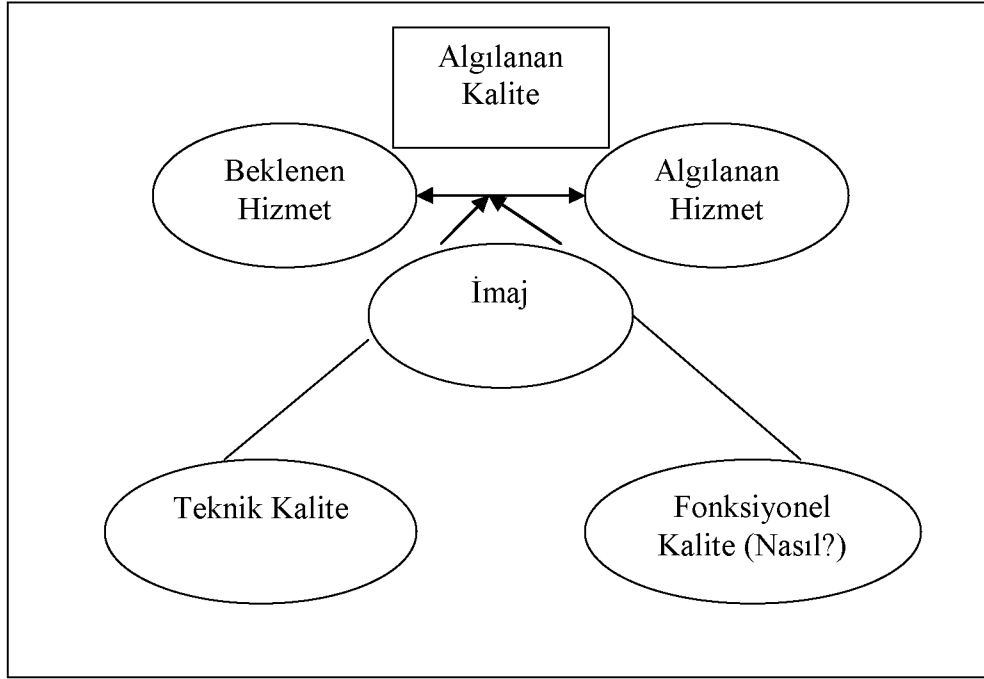 Algılanan
Kalite
Beklenen
Hizmet
Algılanan
Hizmet
İmaj
Teknik Kalite
Fonksiyonel
Kalite (Nasıl?)